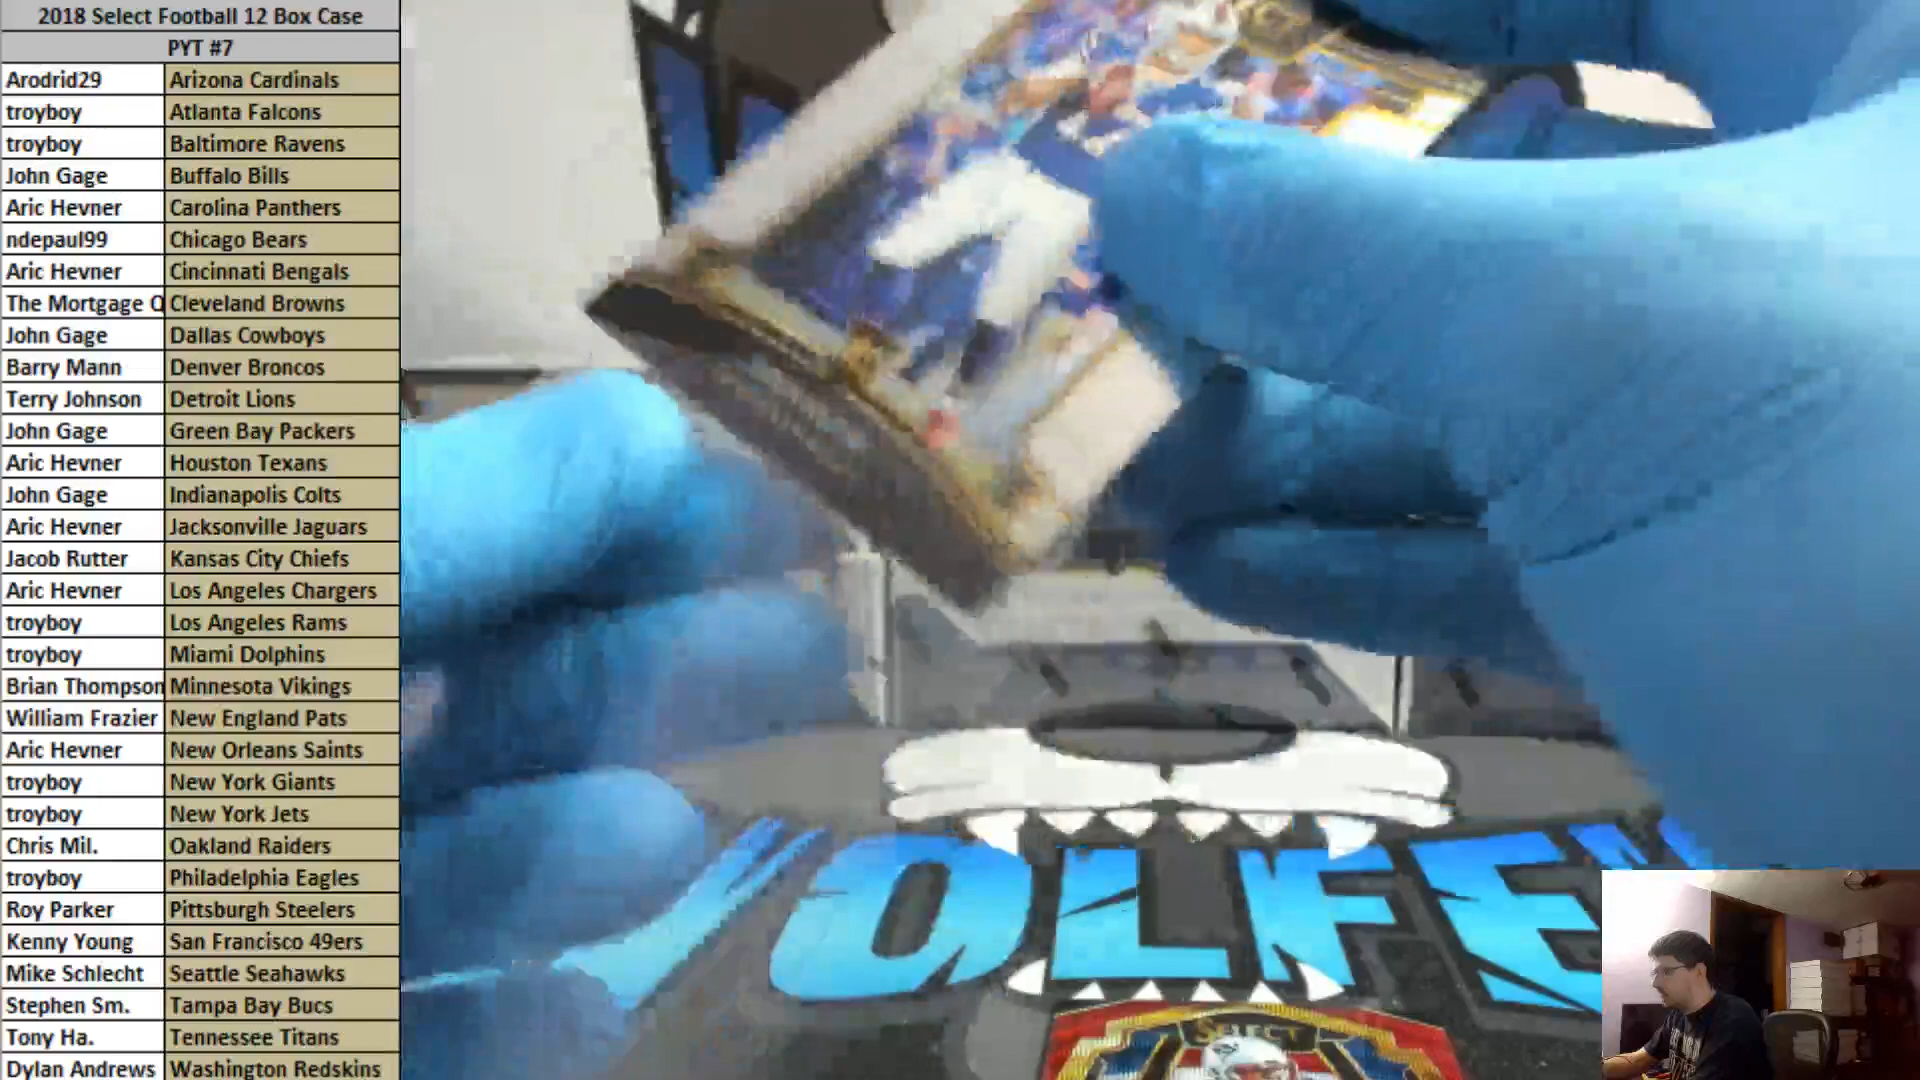 2018 Select Football 12 Box Case
PYT #7
Arodrid29 Arizona Cardinals
troyboy Atlanta Falcons
troyboy Baltimore Ravens
John Gage Buffalo Bills
Aric Hevner Carolina Panthers
ndepaul99 Chicago Bears
Aric Hevner Cincinnati Bengals
The Mortgage Cleveland Browns
John Gage Dallas Cowboys
Barry Mann Denver Broncos
Terry Johnson Detroit Lions
John Gage Green Bay Packers
Aric Hevner Houston Texans
John Gage Indianapolis Colts
Aric Hevner Jacksonville Jaguars
Jacob Rutter Kansas City Chiefs
Aric Hevner Los Angeles Chargers
troyboy Los Angeles Rams
troyboy Miami Dolphins
Brian Thompson Minnesota Vikings
William Frazier New England Pats
Aric Hevner New Orleans Saints
troyboy New York Giants
troyboy New York Jets
Chris Mil. Oakland Raiders
troyboy Philadelphia Eagles
Roy Parker Pittsburgh Steelers
Kenny Young San Francisco 49ers
Mike Schlecht Seattle Seahawks
Stephen Sm. Tampa Bay Bucs
Tony Ha. Tennessee Titans
Dylan Andrews Washington Redskins
OLFE
SELECT